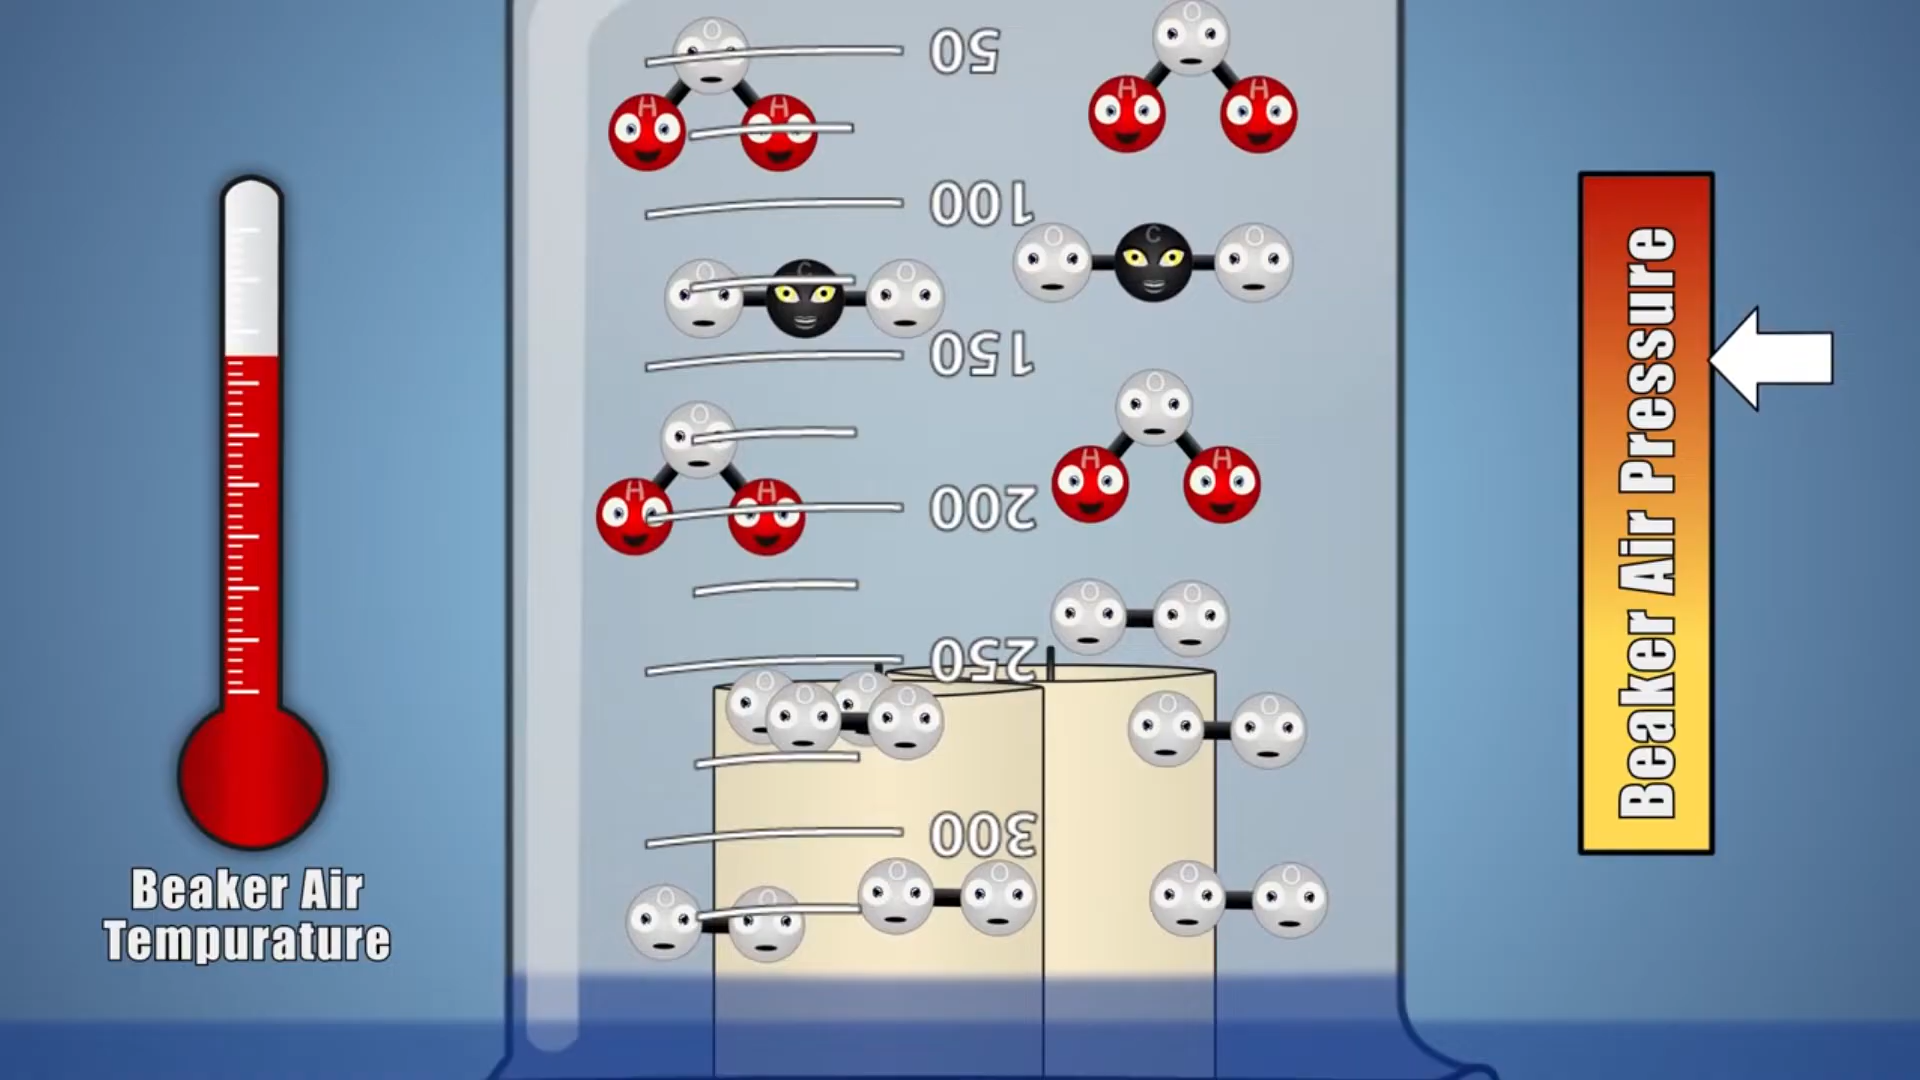 50
100
150
200
250
300
Beaker Air
Tempurature
Beaker Air Pressure
O
H H
O
H H
O C O
O C O
O
H H
O
H H
O O
O O
O O
O O
O O
O O
O O